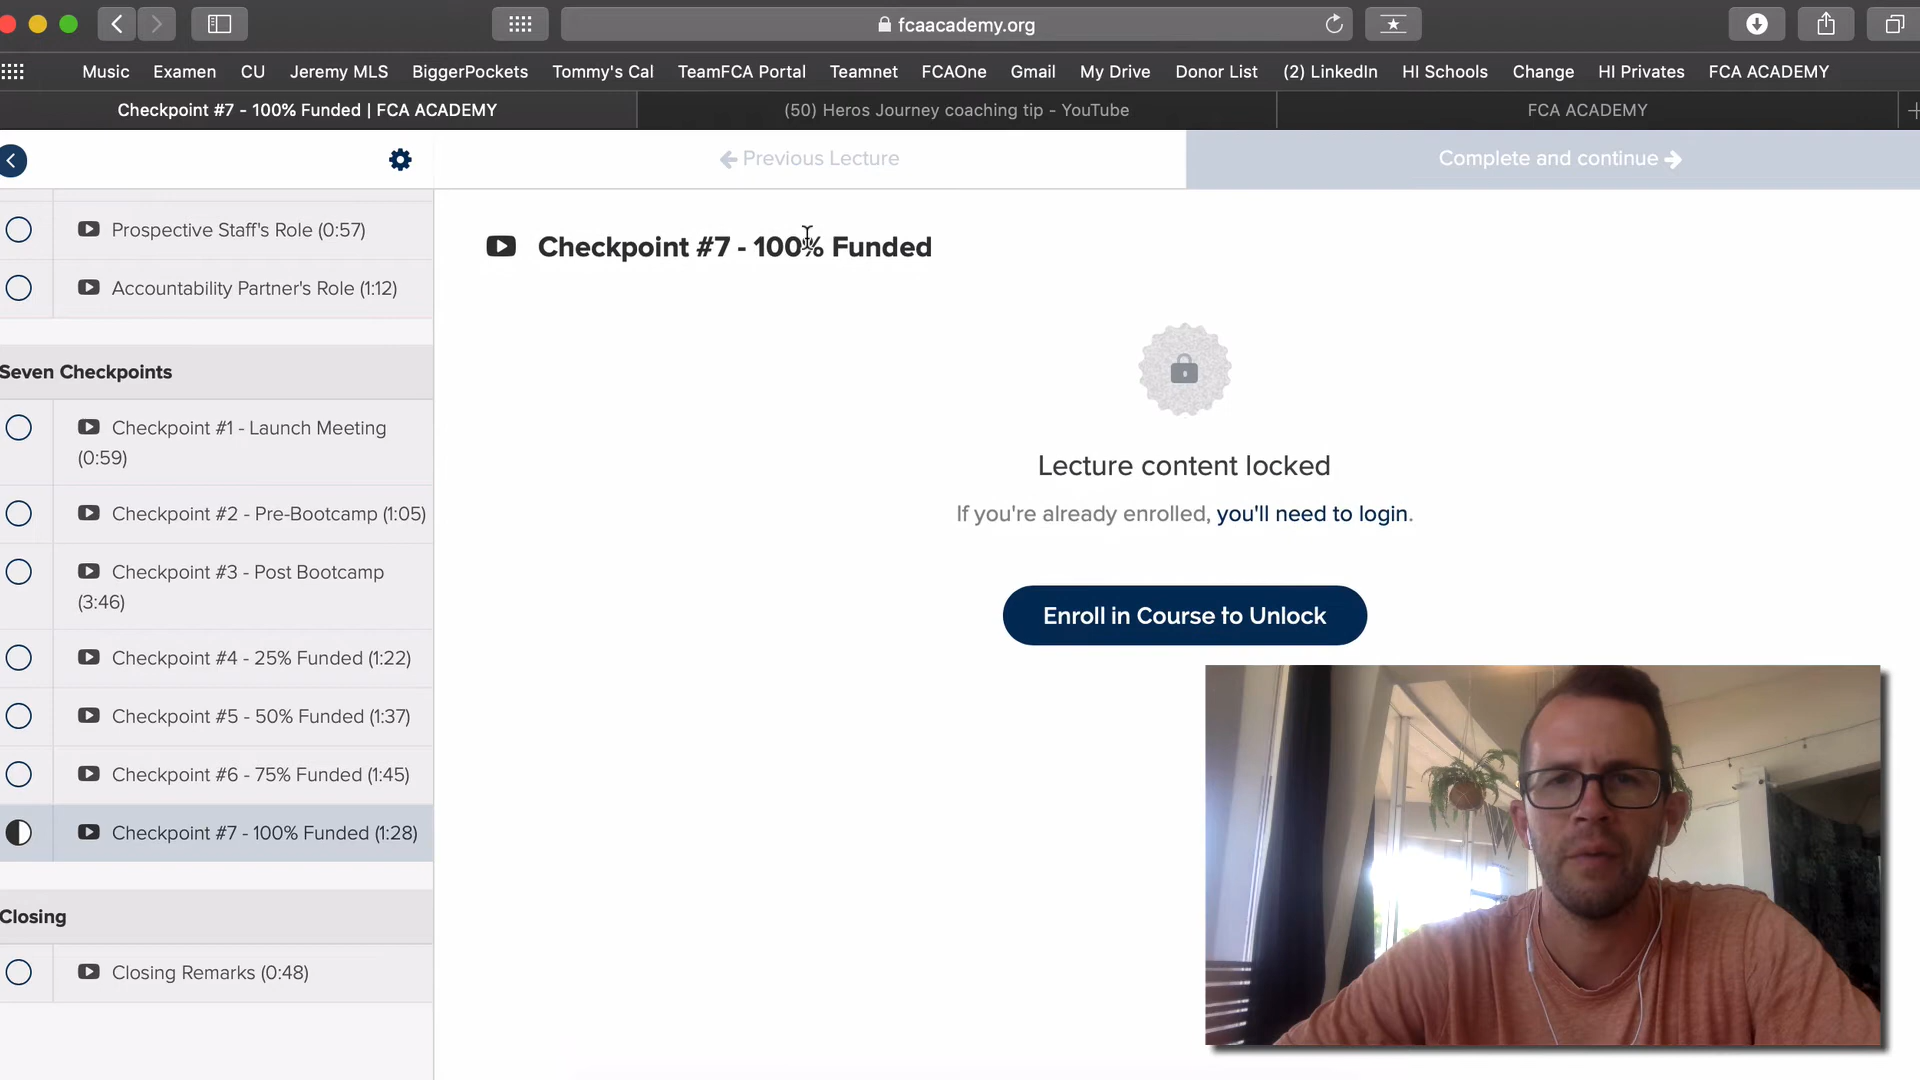 fcaacademy.org
Music Examen CU Jeremy MLS BiggerPockets Tommy's Cal TeamFCA Portal Teamnet FCAOne Gmail My Drive Donor List (2) LinkedIn HI Schools Change HI Privates FCA ACADEMY
Checkpoint #7 - 100% Funded | FCA ACADEMY
(50) Heros Journey coaching tip - YouTube
FCA ACADEMY
Previous Lecture
Complete and continue
Prospective Staff's Role (0:57)
Accountability Partner's Role (1:12)
Seven Checkpoints
Checkpoint #1 - Launch Meeting
(0:59)
Checkpoint #2 - Pre-Bootcamp (1:05)
Checkpoint #3 - Post Bootcamp
(3:46)
Checkpoint #4 - 25% Funded (1:22)
Checkpoint #5 - 50% Funded (1:37)
Checkpoint #6 - 75% Funded (1:45)
Checkpoint #7 - 100% Funded (1:28)
Closing
Closing Remarks (0:48)
Checkpoint #7 - 100% Funded
Lecture content locked
If you're already enrolled, you'll need to login.
Enroll in Course to Unlock